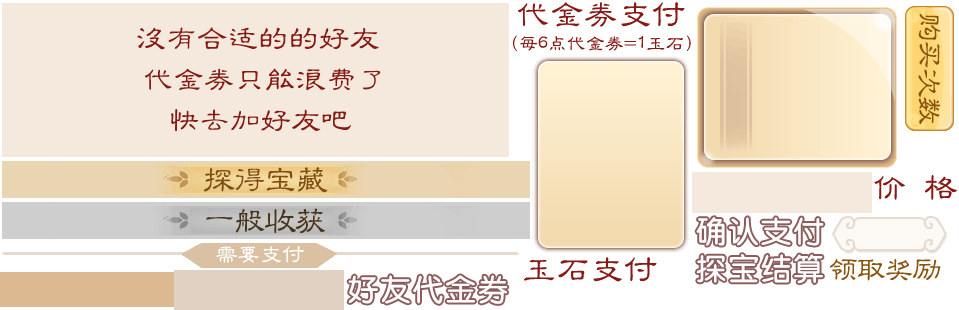 没有合适的的好友
代金券只能浪费了
快去加好友吧
探得宝藏
一般收获
需要支付
好友代金券
代金券支付
(每6点代金券=1玉石)
玉石支付
购买次数
价 格
确认支付
探宝结算
领取奖励